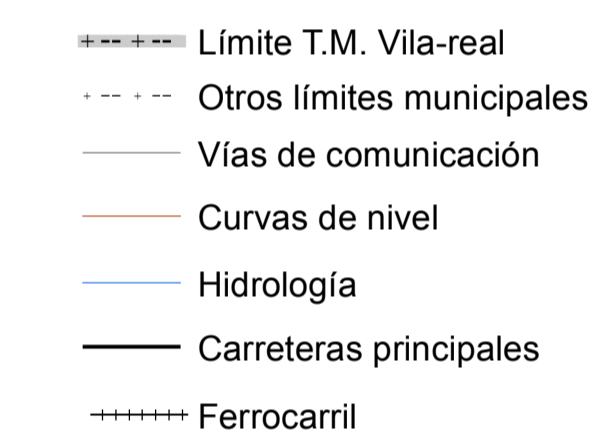 Límite T.M. Vila-real
Otros límites municipales
Vías de comunicación
Curvas de nivel
Hidrología
Carreteras principales
Ferrocarril